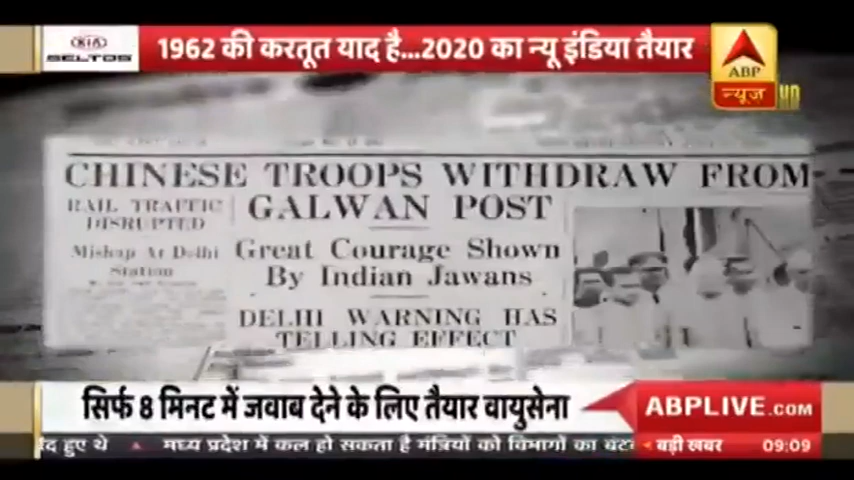 KIA
SELTOS
1962 की करतूत याद है...2020 का न्यू इंडिया तैयार
ABP
न्यूज़
HD
CHINESE TROOPS WITHDRAW FROM
GALWAN POST
RAIL TRAFFIC
DISRUPTED
Mishap At Delhi
Station
Great Courage Shown
By Indian Jawans
DELHI WARNING HAS
TELLING EFFECT
सिर्फ 8 मिनट में जवाब देने के लिए तैयार वायुसेना
ABPLIVE.COM
हुए थे
मध्य प्रदेश में कल हो सकता है मंत्रियों को विभागों का
बड़ी खबर
09:09